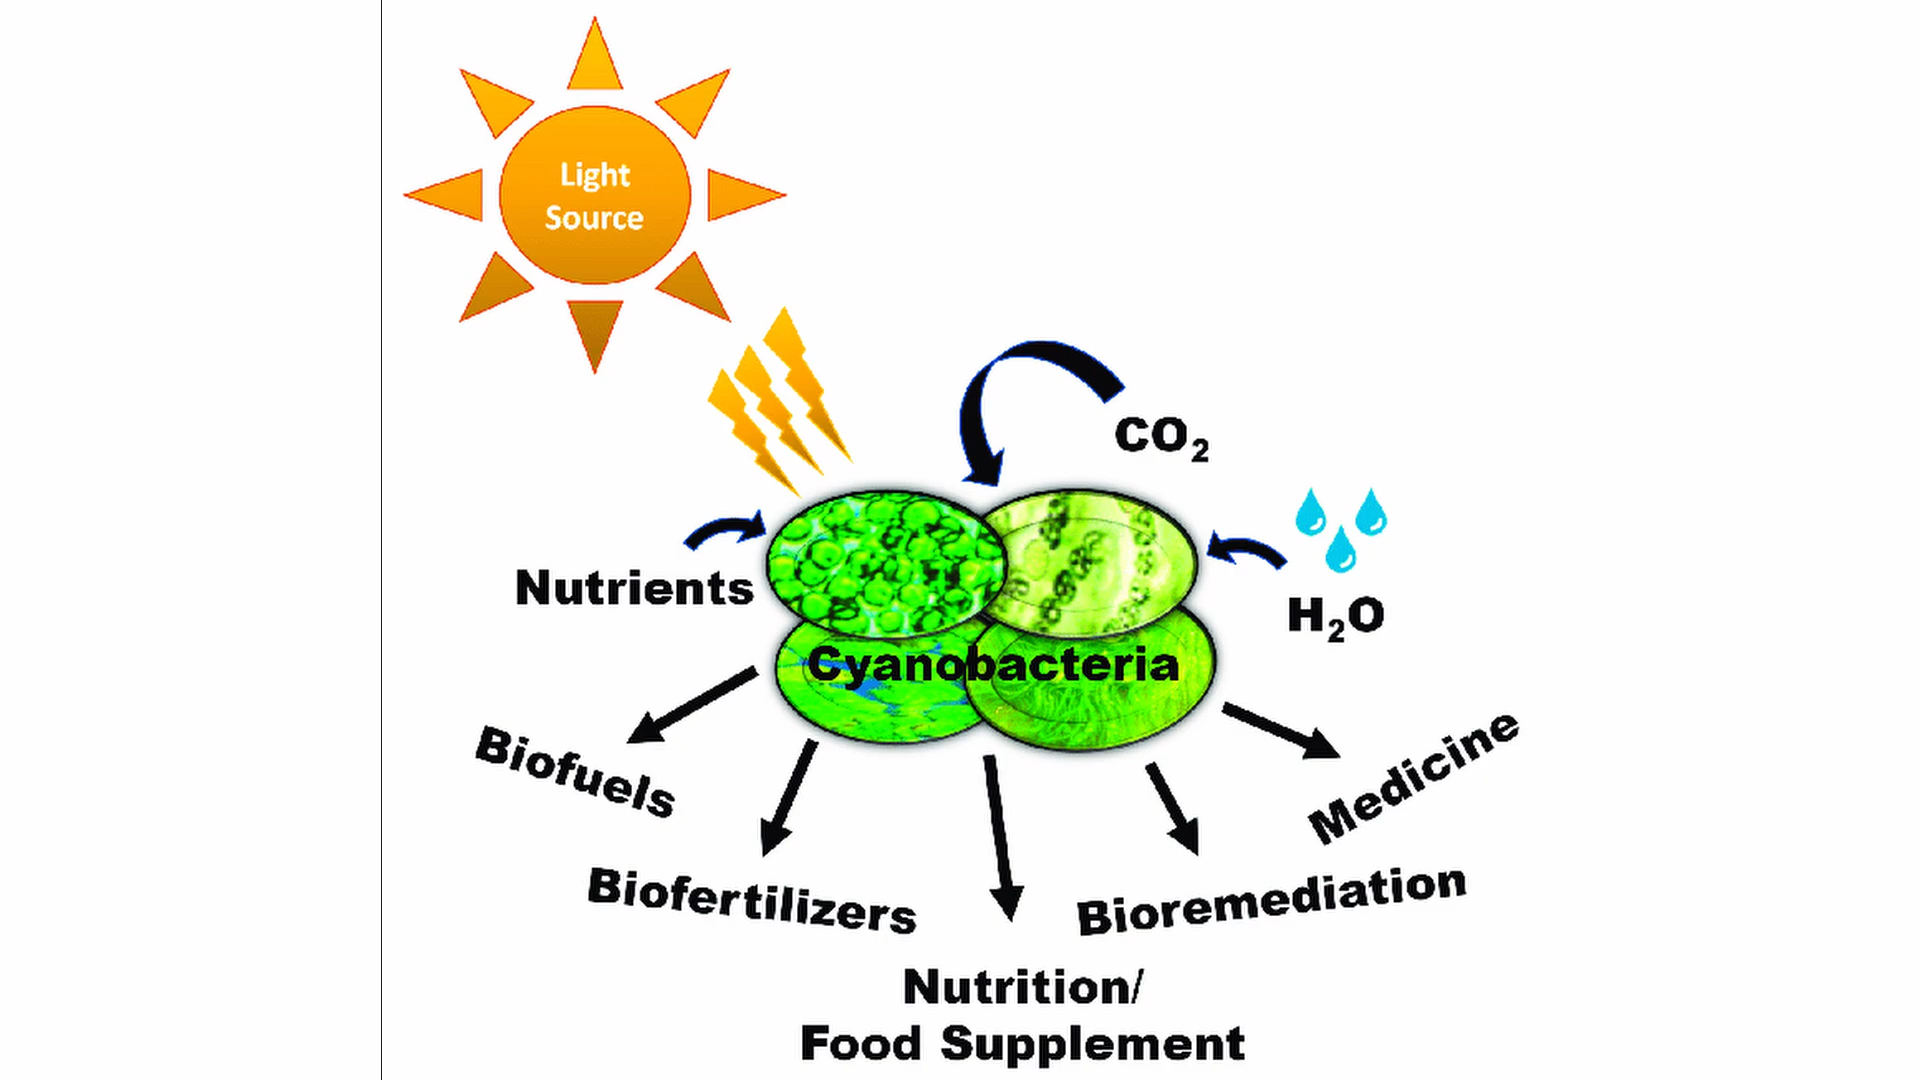 Light
Source
CO₂
Nutrients
H₂O
Cyanobacteria
Biofuels
Medicine
Biofertilizers
Bioremediation
Nutrition/
Food Supplement